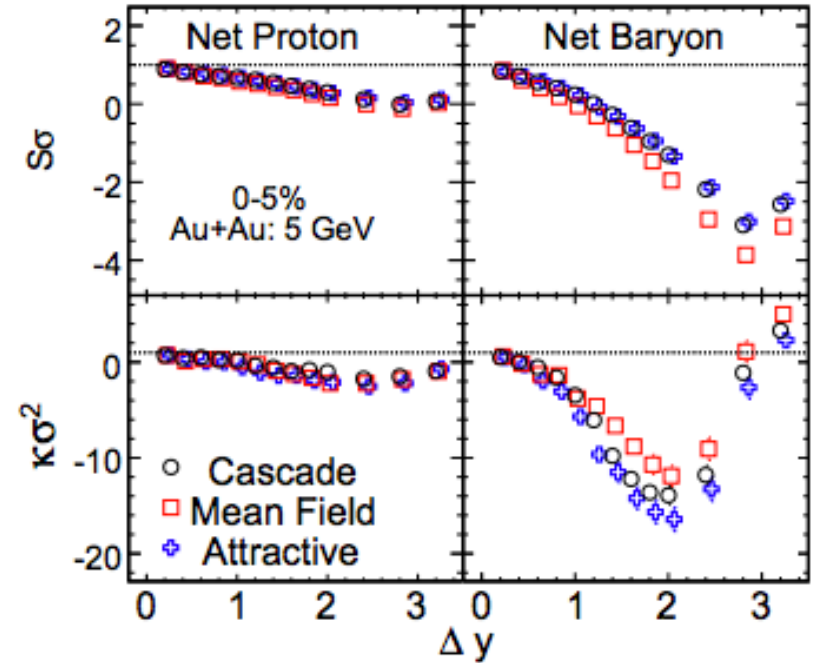 Net Proton
Net Baryon
2
0
-2
-4
Sσ
0-5%
Au+Au: 5 GeV
0
-10
-20
κσ²
Cascade
Mean Field
Attractive
0 1 2 3
0 1 2 3
Δ y